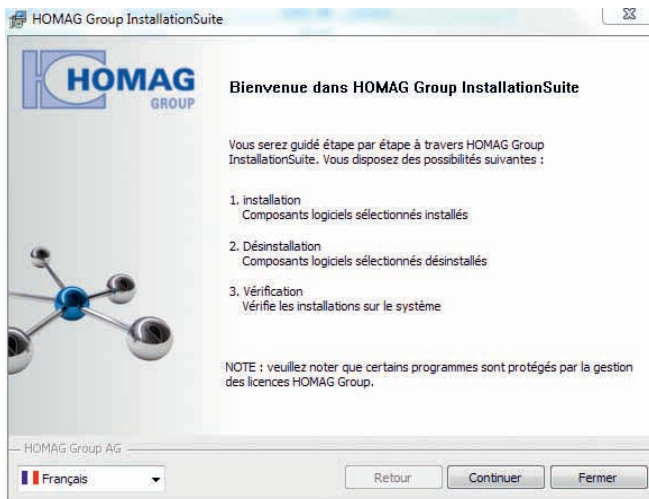 HOMAG Group InstallationSuite
HOMAG
GROUP
Bienvenue dans HOMAG Group InstallationSuite
Vous serez guidé étape par étape à travers HOMAG Group
InstallationSuite. Vous disposez des possibilités suivantes :
1. installation
Composants logiciels sélectionnés installés
2. Désinstallation
Composants logiciels sélectionnés désinstallés
3. Vérification
Vérifie les installations sur le système
NOTE : veuillez noter que certains programmes sont protégés par la gestion
des licences HOMAG Group.
HOMAG Group AG
Français
Retour
Continuer
Fermer